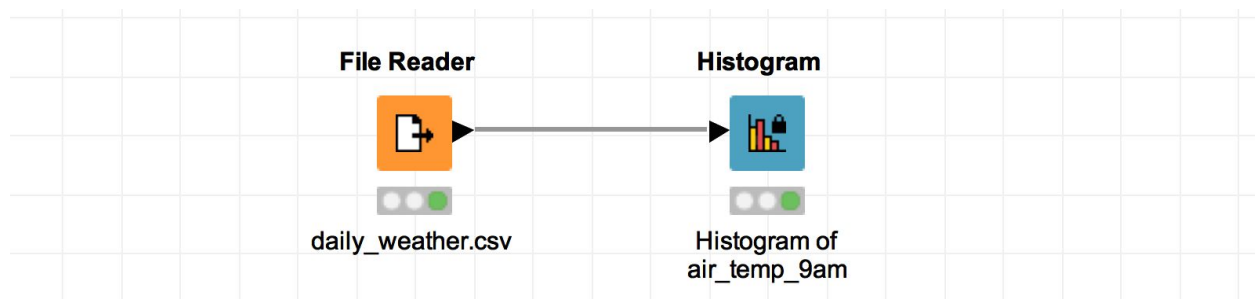 File Reader
Histogram
daily_weather.csv
Histogram of
air_temp_9am